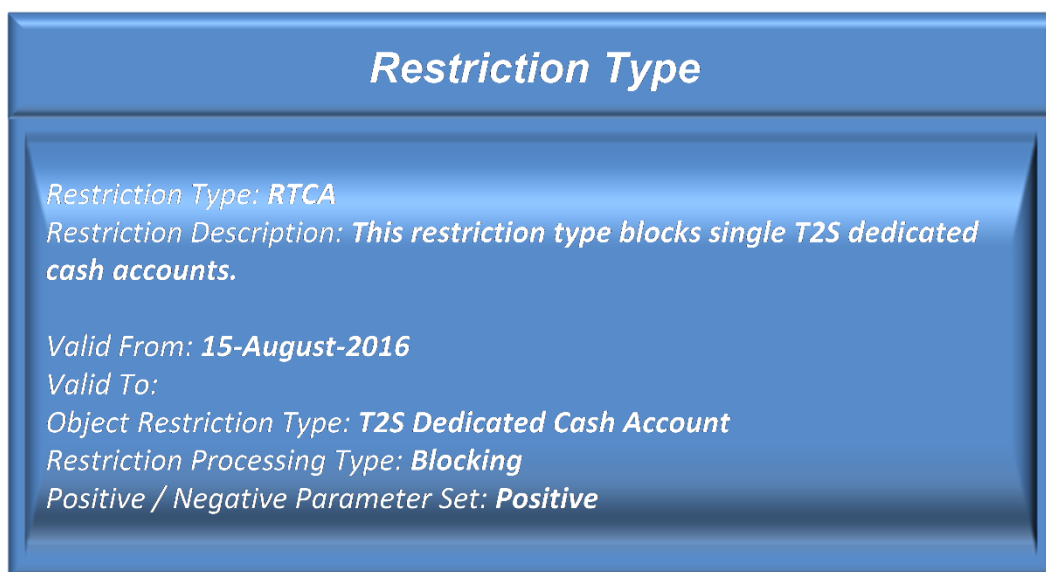 Restriction Type
Restriction Type: RTCA
Restriction Description: This restriction type blocks single T2S dedicated
cash accounts.
Valid From: 15-August-2016
Valid To:
Object Restriction Type: T2S Dedicated Cash Account
Restriction Processing Type: Blocking
Positive / Negative Parameter Set: Positive